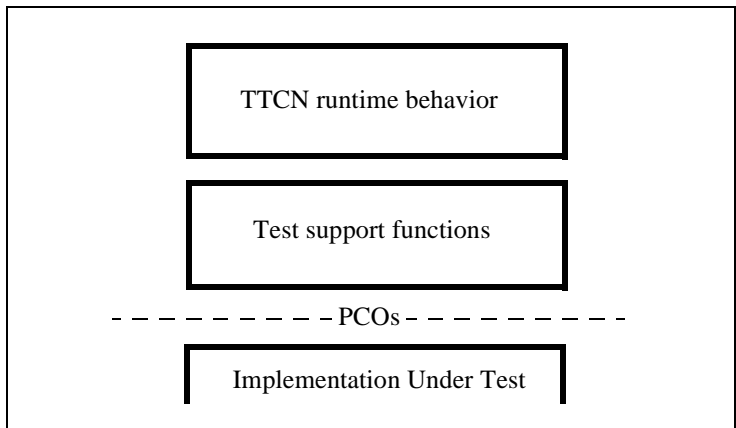 TTCN runtime behavior
Test support functions
PCOs
Implementation Under Test